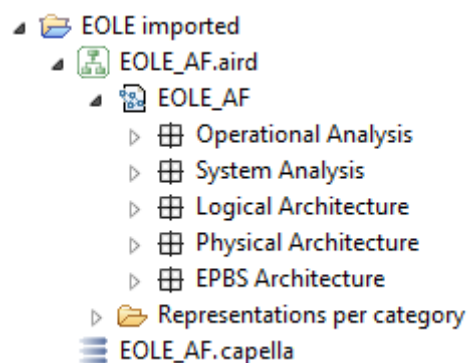 EOLE imported
EOLE_AF.aird
EOLE_AF
Operational Analysis
System Analysis
Logical Architecture
Physical Architecture
EPBS Architecture
Representations per category
EOLE_AF.capella